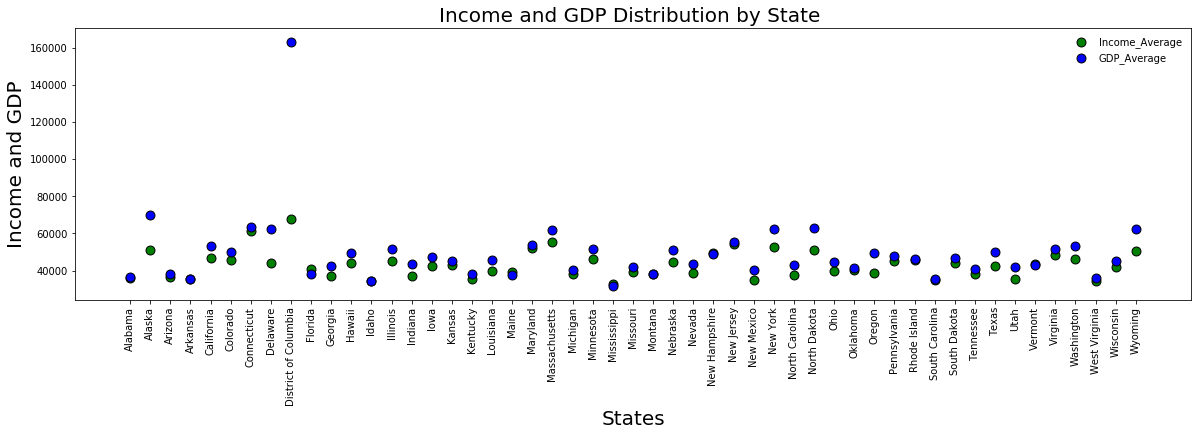 Income and GDP Distribution by State
Income_Average
GDP_Average
Income and GDP
160000
140000
120000
100000
80000
60000
40000
Alabama
Alaska
Arizona
Arkansas
California
Colorado
Connecticut
Delaware
District of Columbia
Florida
Georgia
Hawaii
Idaho
Illinois
Indiana
Iowa
Kansas
Kentucky
Louisiana
Maine
Maryland
Massachusetts
Michigan
Minnesota
Mississippi
Missouri
Montana
Nebraska
Nevada
New Hampshire
New Jersey
New Mexico
New York
North Carolina
North Dakota
Ohio
Oklahoma
Oregon
Pennsylvania
Rhode Island
South Carolina
South Dakota
Tennessee
Texas
Utah
Vermont
Virginia
Washington
West Virginia
Wisconsin
Wyoming
States